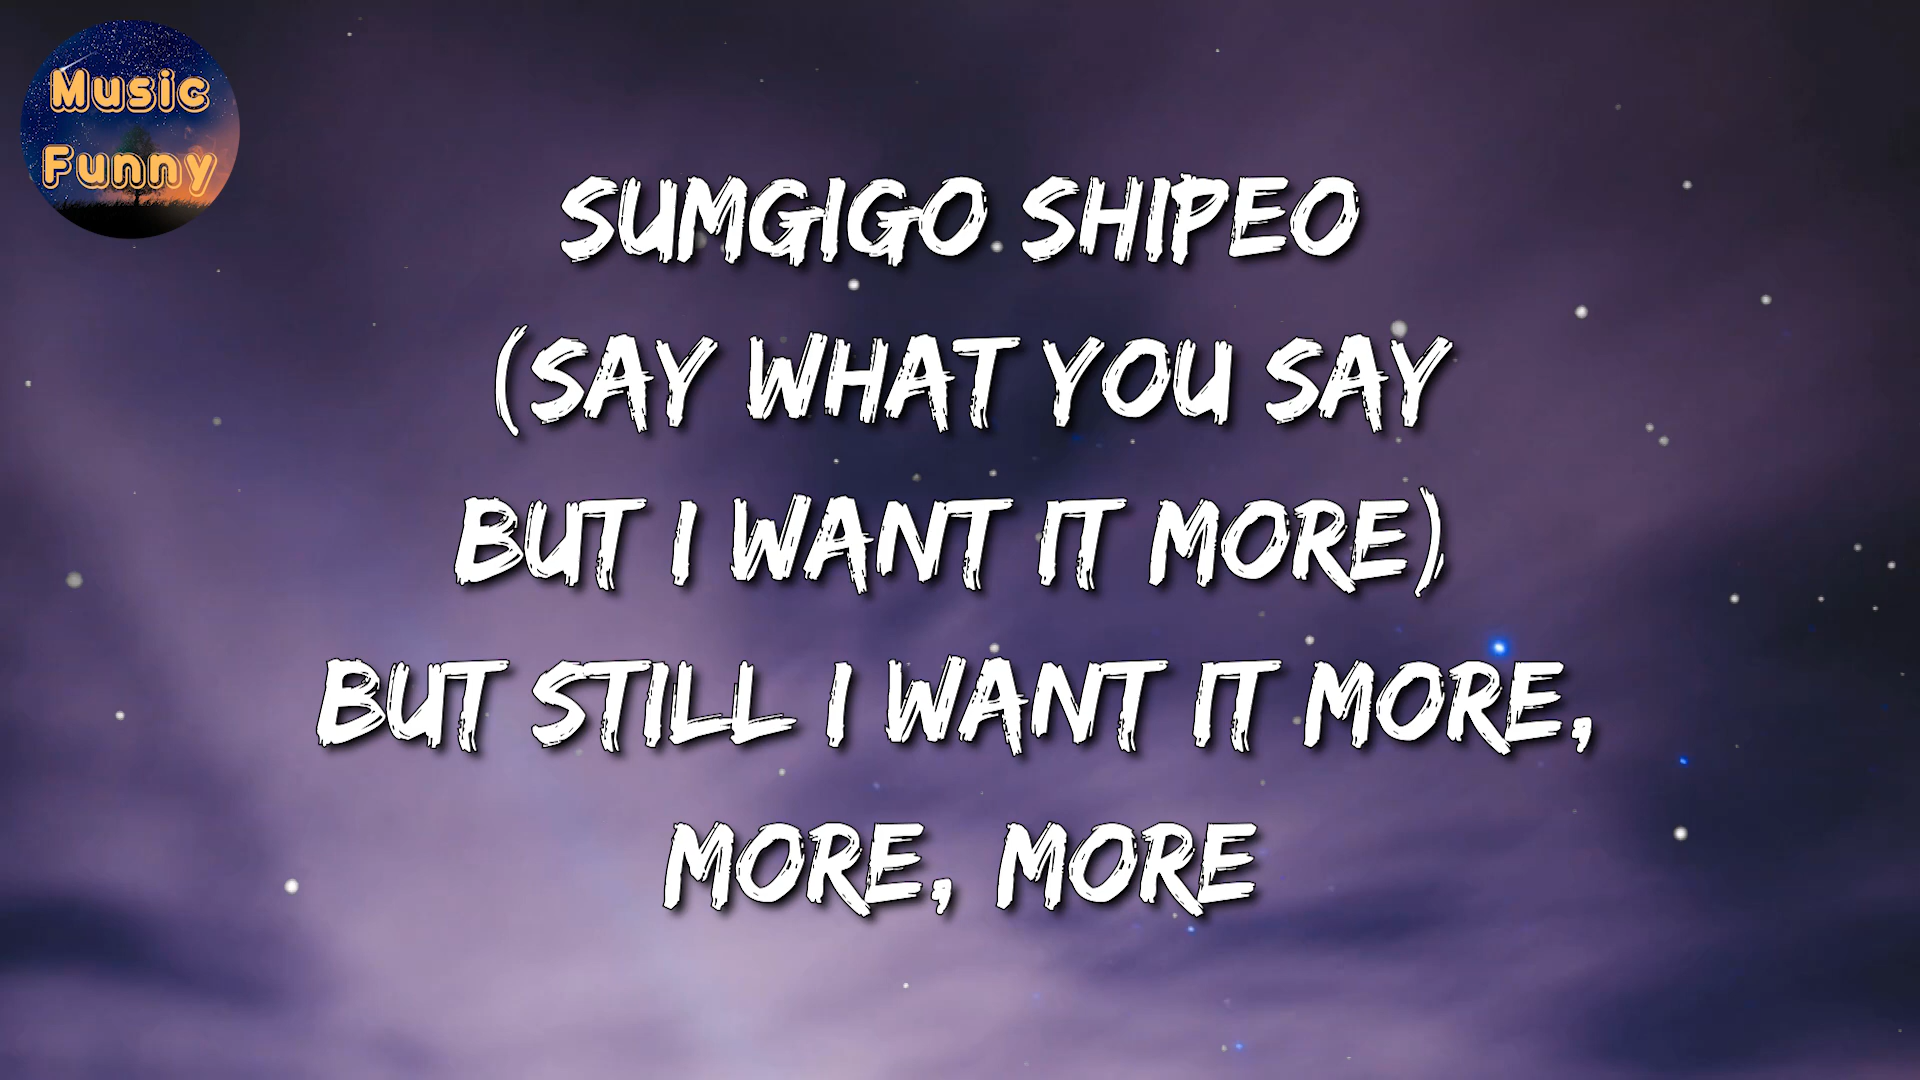 Music
Funny
SUMGIGO SHIPEO
(SAY WHAT YOU SAY
BUT I WANT IT MORE)
BUT STILL I WANT IT MORE,
MORE, MORE